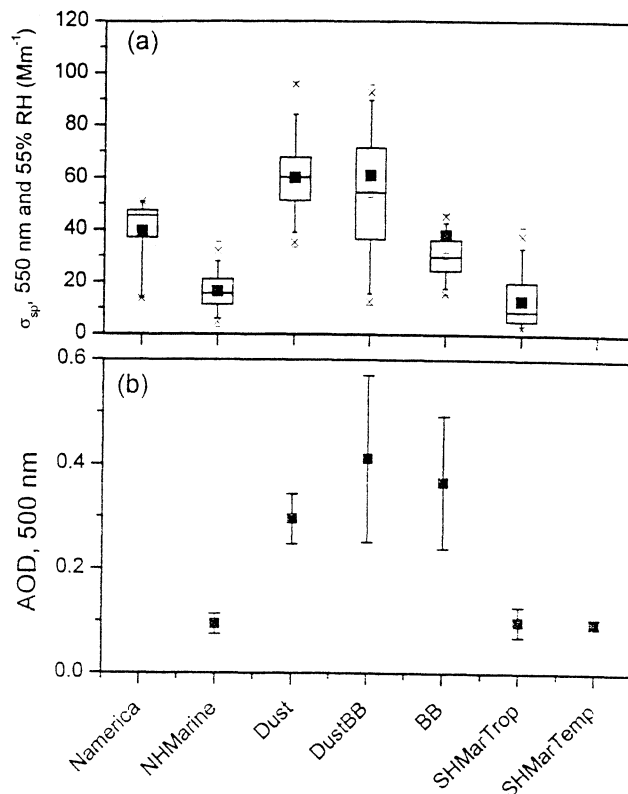 (a)
σsp, 550 nm and 55% RH (Mm-1)
120
100
80
60
40
20
0
(b)
AOD, 500 nm
0.6
0.4
0.2
0.0
Namerica
NHMarine
Dust
DustBB
BB
SHMarTrop
SHMarTemp